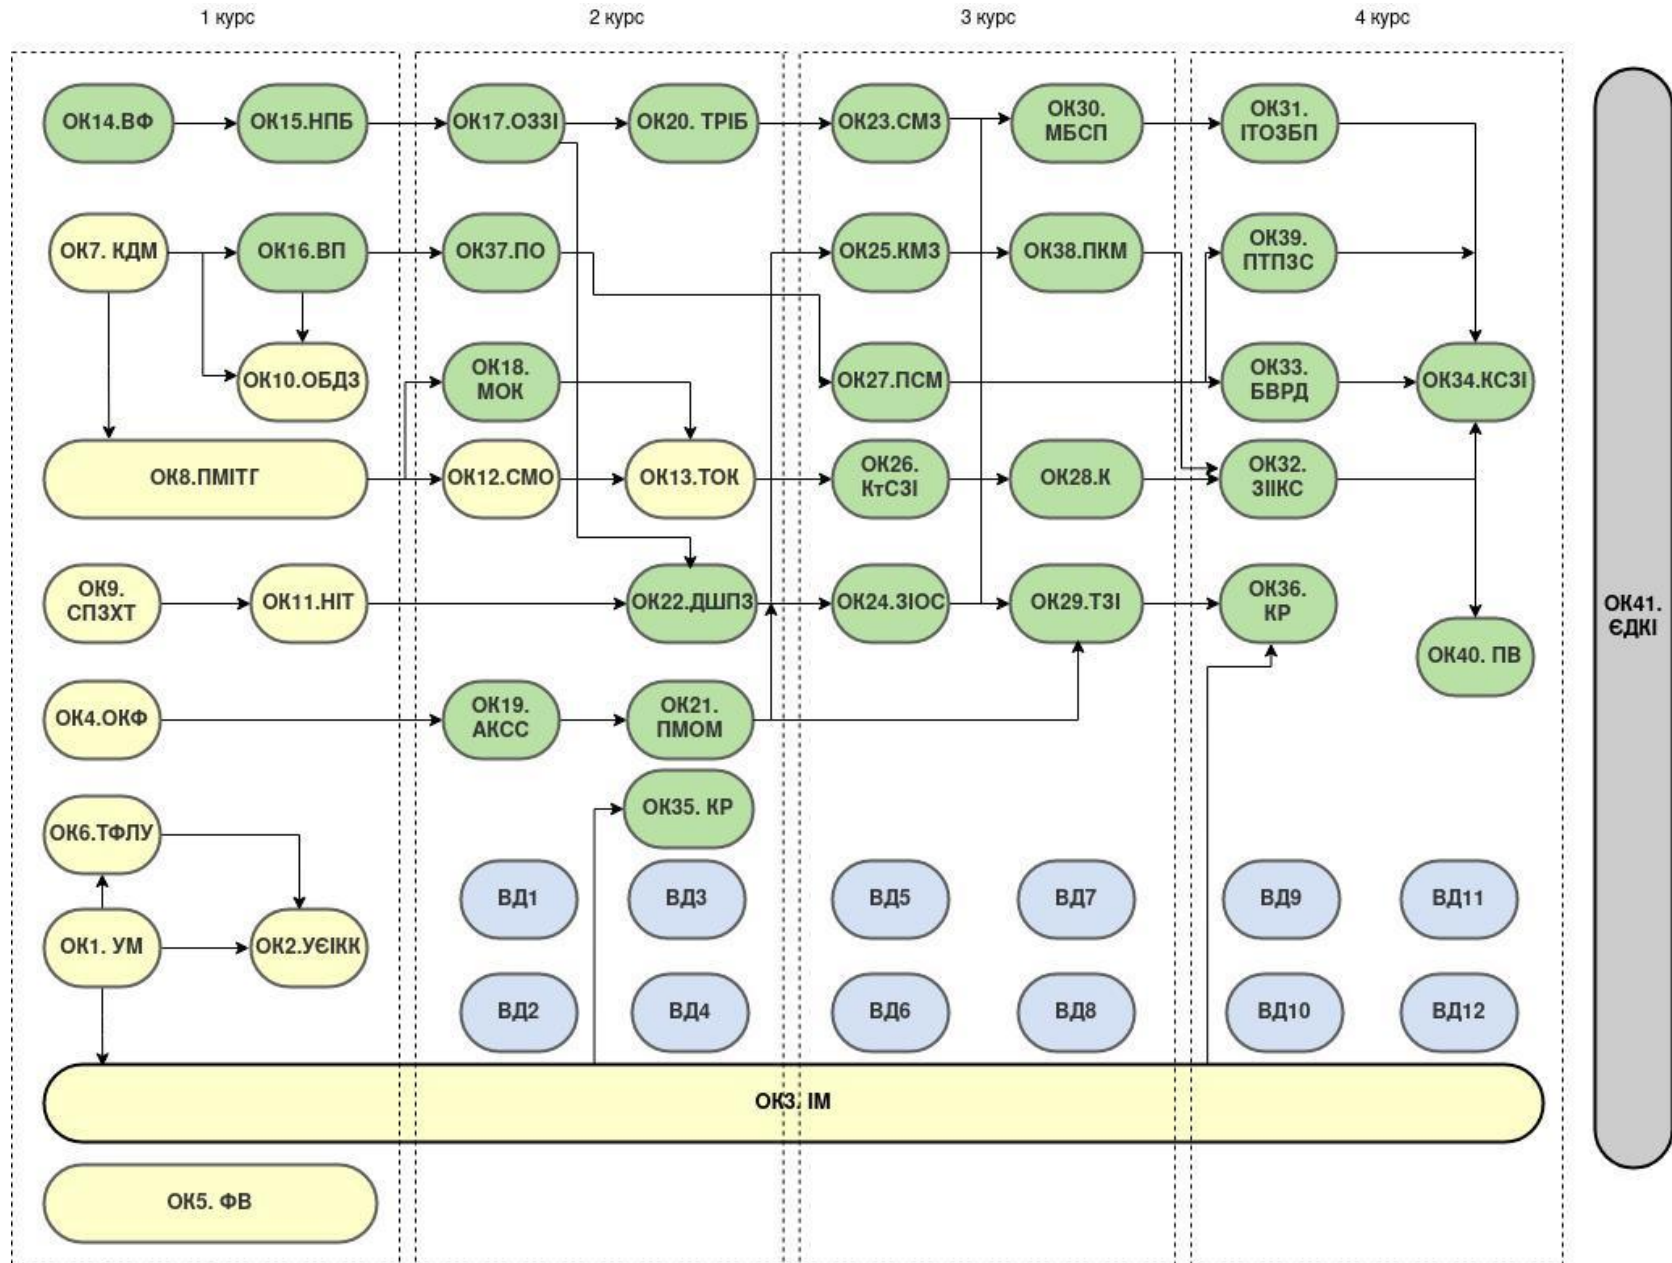 1 курс
2 курс
3 курс
4 курс
ОК14.ВФ
ОК15.НПБ
ОК17.ОЗЗІ
ОК20. ТРІБ
ОК23.СМЗ
ОК30.
МБСП
ОК31.
ІТОЗБП
ОК7. КДМ
ОК16.ВП
ОК37.ПО
ОК25.КМЗ
ОК38.ПКМ
ОК39.
ПТПЗС
ОК10.ОБДЗ
ОК18.
МОК
ОК27.ПСМ
ОК33.
БВРД
ОК34.КСЗІ
ОК8.ПМІТГ
ОК12.СМО
ОК13.ТОК
ОК26.
КтСЗІ
ОК28.К
ОК32.
ЗІІКС
ОК9.
СПЗХТ
ОК11.НІТ
ОК22.ДШПЗ
ОК24.ЗІОС
ОК29.ТЗІ
ОК36.
КР
ОК41.
ЄДКІ
ОК40. ПВ
ОК4.ОКФ
ОК19.
АКСС
ОК21.
ПМОМ
ОК35. КР
ОК6.ТФЛУ
ОК1. УМ
ОК2.УЄІКК
ВД1
ВД3
ВД5
ВД7
ВД9
ВД11
ВД2
ВД4
ВД6
ВД8
ВД10
ВД12
ОК3. ІМ
ОК5. ФВ